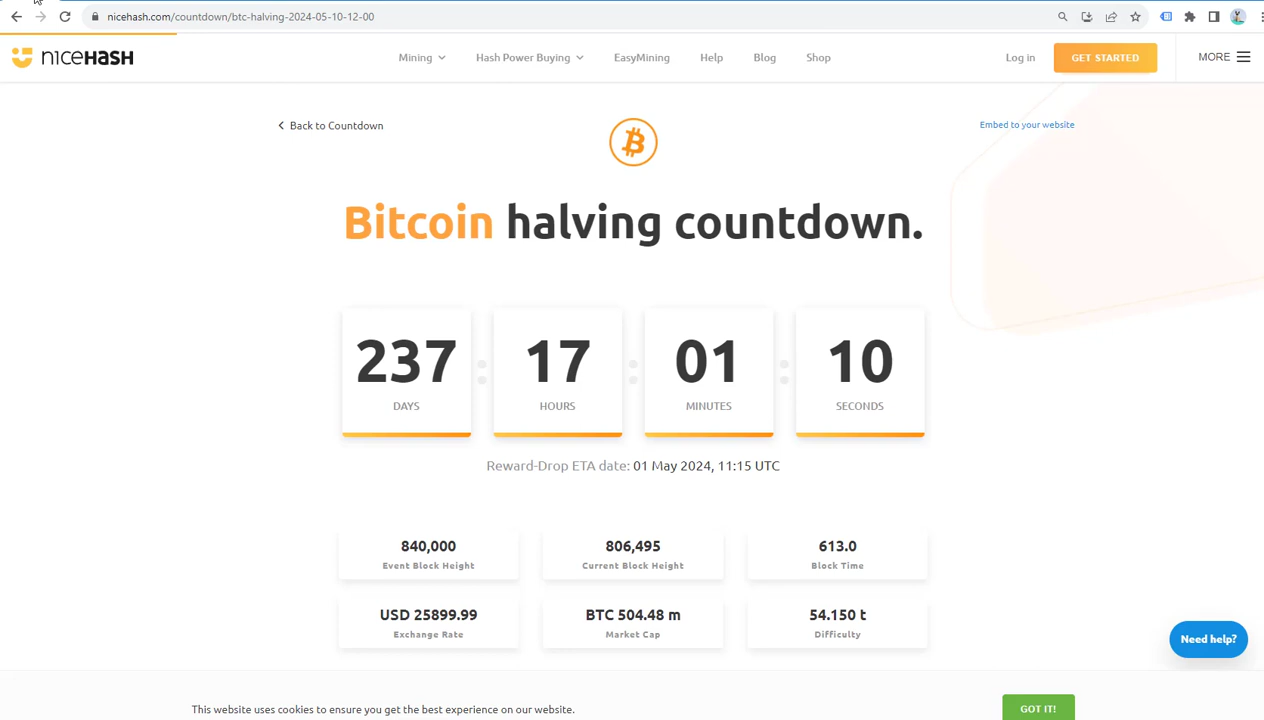 nicehash.com/countdown/btc-halving-2024-05-10-12-00
niceHASH
Mining
Hash Power Buying
EasyMining
Help
Blog
Shop
Log in
GET STARTED
MORE
Back to Countdown
Embed to your website
Bitcoin halving countdown.
237 : 17 : 01 : 10
DAYS HOURS MINUTES SECONDS
Reward-Drop ETA date: 01 May 2024, 11:15 UTC
840,000 806,495 613.0
Event Block Height Current Block Height Block Time
USD 25899.99 BTC 504.48 m 54.150 t
Exchange Rate Market Cap Difficulty
Need help?
This website uses cookies to ensure you get the best experience on our website.
GOT IT!